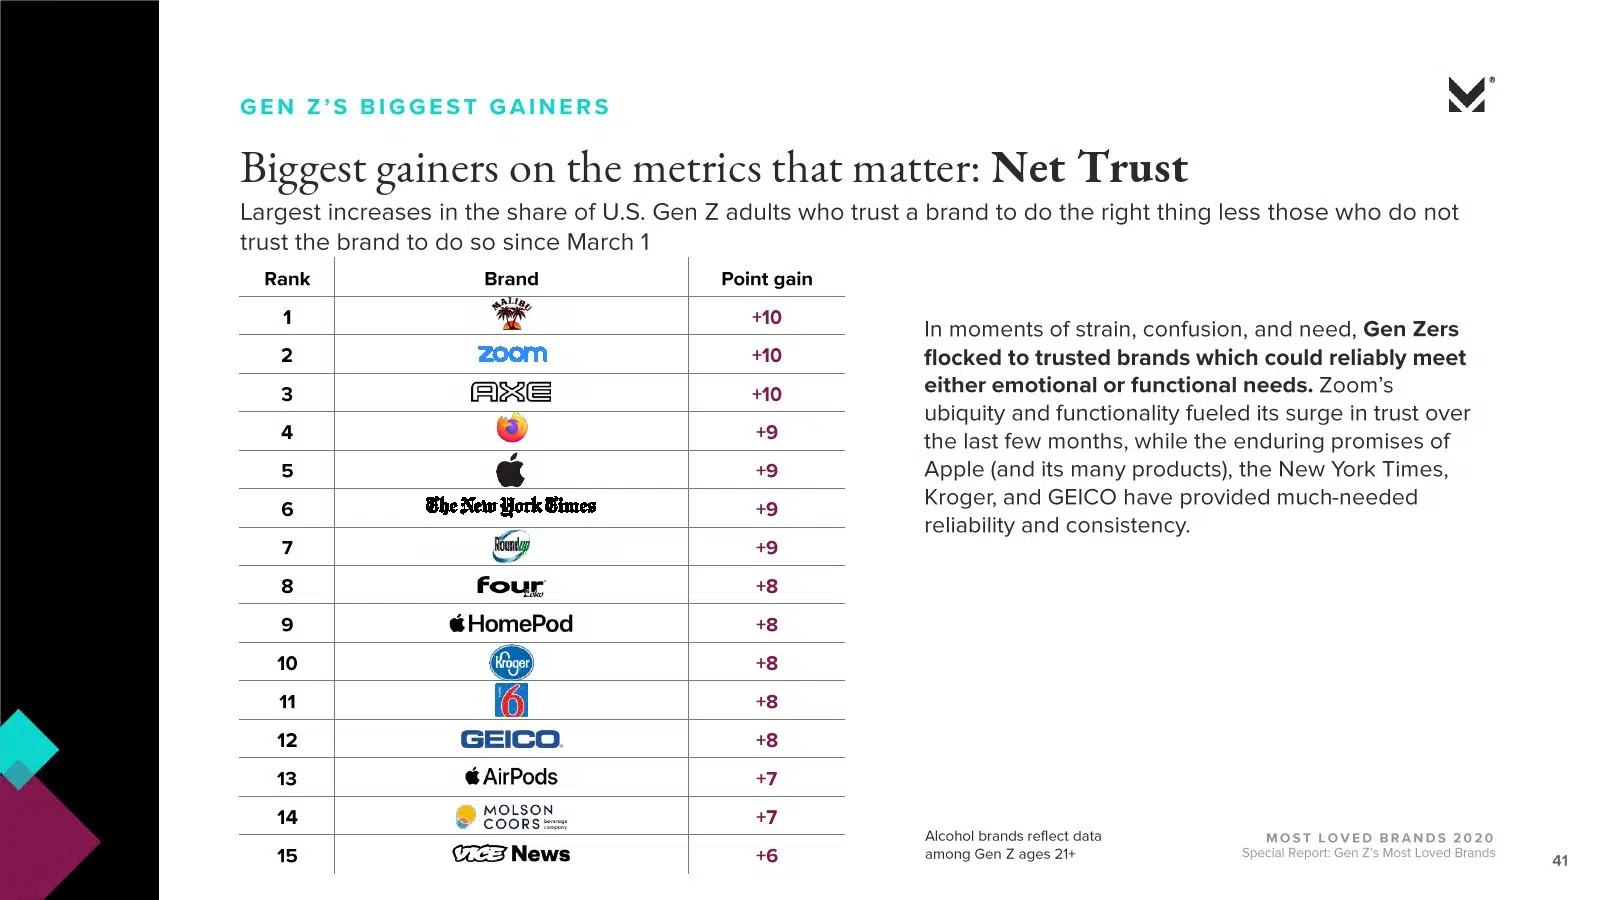 GEN Z’S BIGGEST GAINERS
Biggest gainers on the metrics that matter: Net Trust
Largest increases in the share of U.S. Gen Z adults who trust a brand to do the right thing less those who do not
trust the brand to do so since March 1
Rank Brand Point gain
1 MALIBU +10
2 zoom +10
3 AXE +10
4 +9
5 +9
6 The New York Times +9
7 Roundup +9
8 four Loko +8
9 HomePod +8
10 Kroger +8
11 6 +8
12 GEICO +8
13 AirPods +7
14 MOLSON COORS beverage company +7
15 VICE News +6
In moments of strain, confusion, and need, Gen Zers
flocked to trusted brands which could reliably meet
either emotional or functional needs. Zoom’s
ubiquity and functionality fueled its surge in trust over
the last few months, while the enduring promises of
Apple (and its many products), the New York Times,
Kroger, and GEICO have provided much-needed
reliability and consistency.
Alcohol brands reflect data
among Gen Z ages 21+
MOST LOVED BRANDS 2020
Special Report: Gen Z’s Most Loved Brands
41